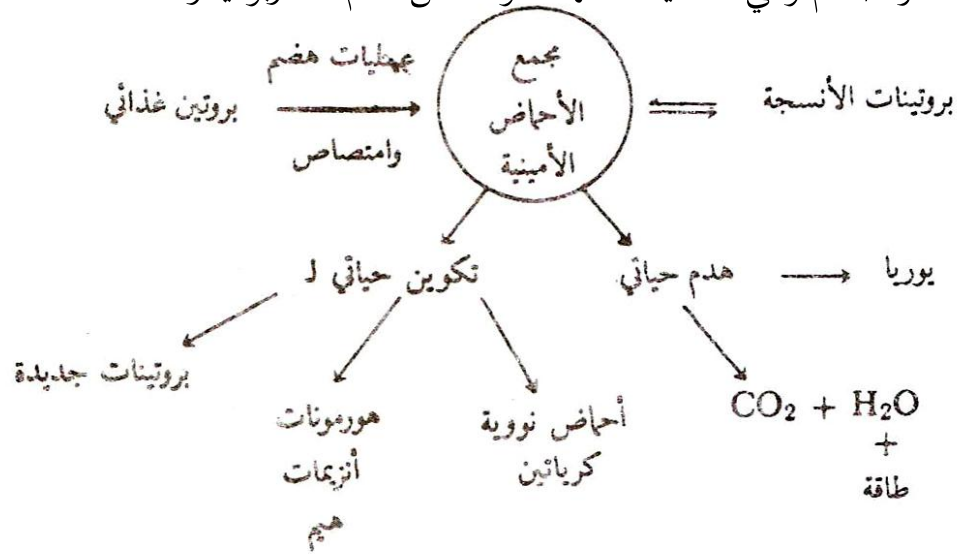 بعمليات هضم
وامتصاص
بروتين غذائي
مجمع
الأحماض
الأمينية
بروتينات الأنسجة
تكوين حياتي لـ
هدم حياتي
يوريا
بروتينات جديدة
هورمونات
أنزيمات
هيم
أحماض نووية
كرياتين
CO₂ + H₂O
+
طاقة